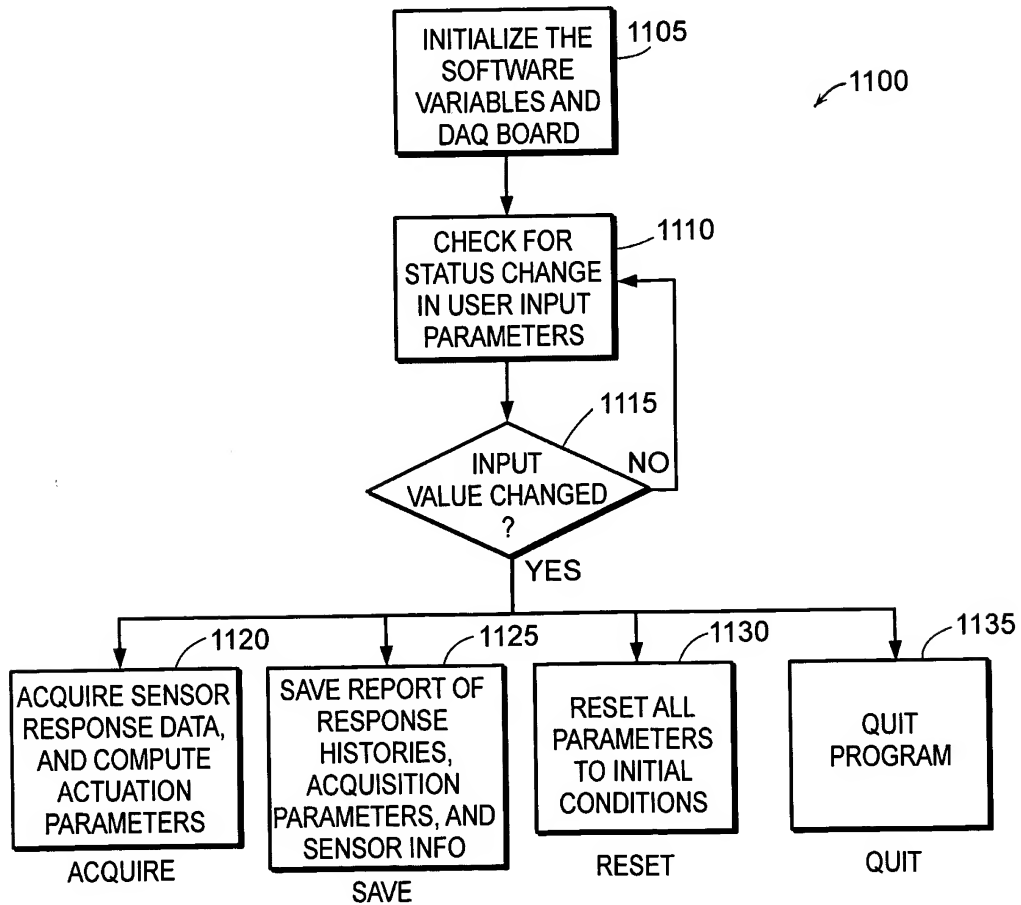 INITIALIZE THE
SOFTWARE
VARIABLES AND
DAQ BOARD
1105
1100
CHECK FOR
STATUS CHANGE
IN USER INPUT
PARAMETERS
1110
1115
INPUT
VALUE CHANGED
?
NO
YES
1120
ACQUIRE SENSOR
RESPONSE DATA,
AND COMPUTE
ACTUATION
PARAMETERS
ACQUIRE
1125
SAVE REPORT OF
RESPONSE
HISTORIES,
ACQUISITION
PARAMETERS, AND
SENSOR INFO
SAVE
1130
RESET ALL
PARAMETERS
TO INITIAL
CONDITIONS
RESET
1135
QUIT
PROGRAM
QUIT